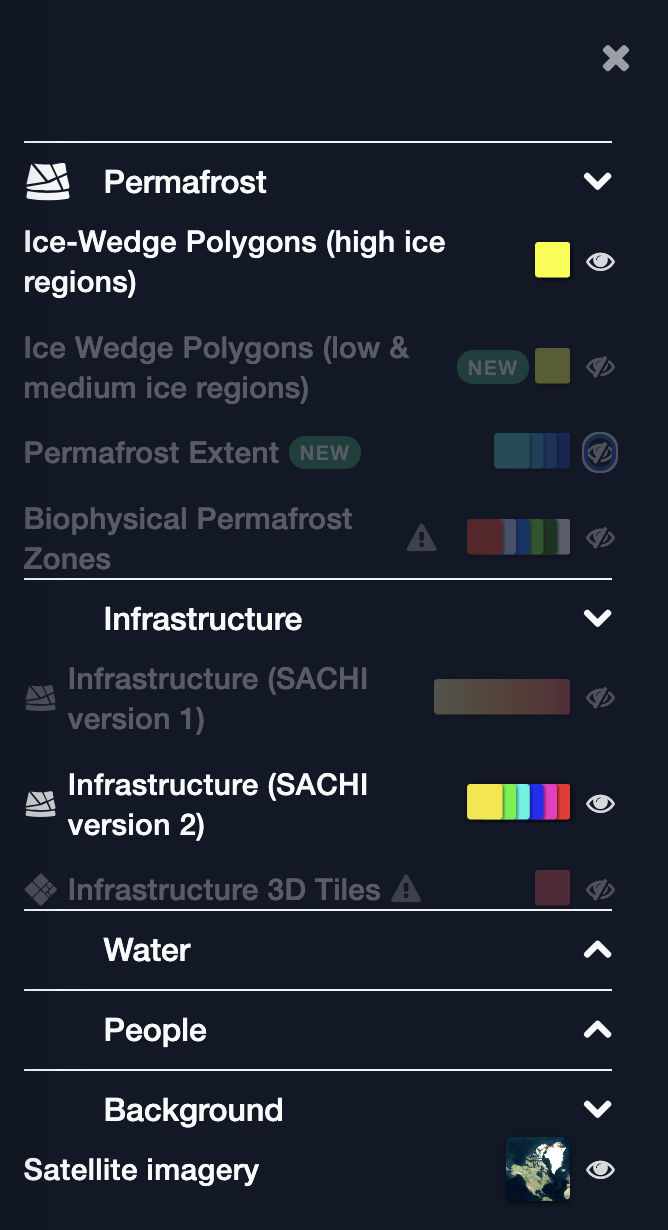 Permafrost
Ice-Wedge Polygons (high ice
regions)
Ice Wedge Polygons (low &
medium ice regions)
NEW
Permafrost Extent NEW
Biophysical Permafrost
Zones
Infrastructure
Infrastructure (SACHI
version 1)
Infrastructure (SACHI
version 2)
Infrastructure 3D Tiles
Water
People
Background
Satellite imagery